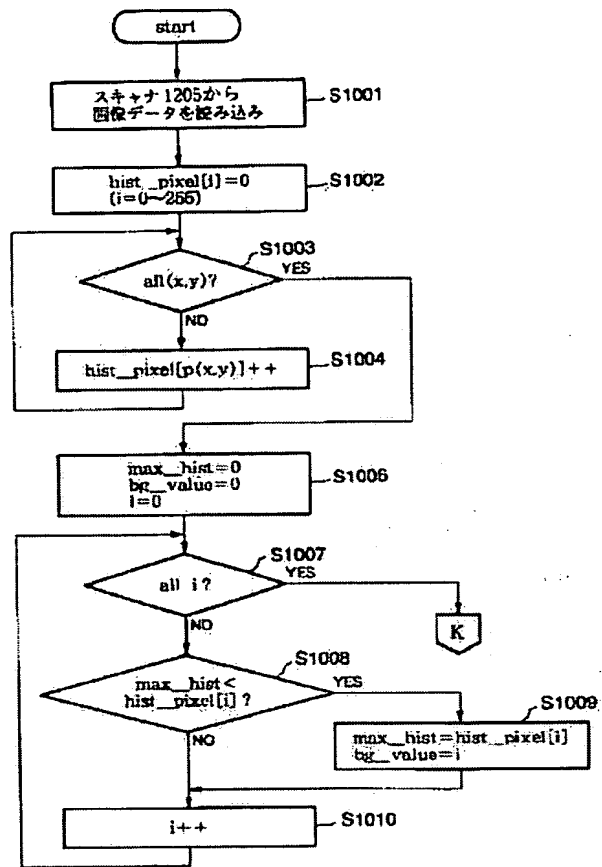 start
スキャナ1205から
画像データを読み込み
S1001
hist_pixel[i]=0
(i=0~255)
S1002
S1003
all(x,y)?
YES
NO
hist_pixel[p(x,y)]++
S1004
max_hist=0
bg_value=0
i=0
S1006
S1007
all i?
YES
NO
K
S1008
max_hist<
hist_pixel[i]?
YES
NO
S1009
max_hist=hist_pixel[i]
bg_value=i
i++
S1010